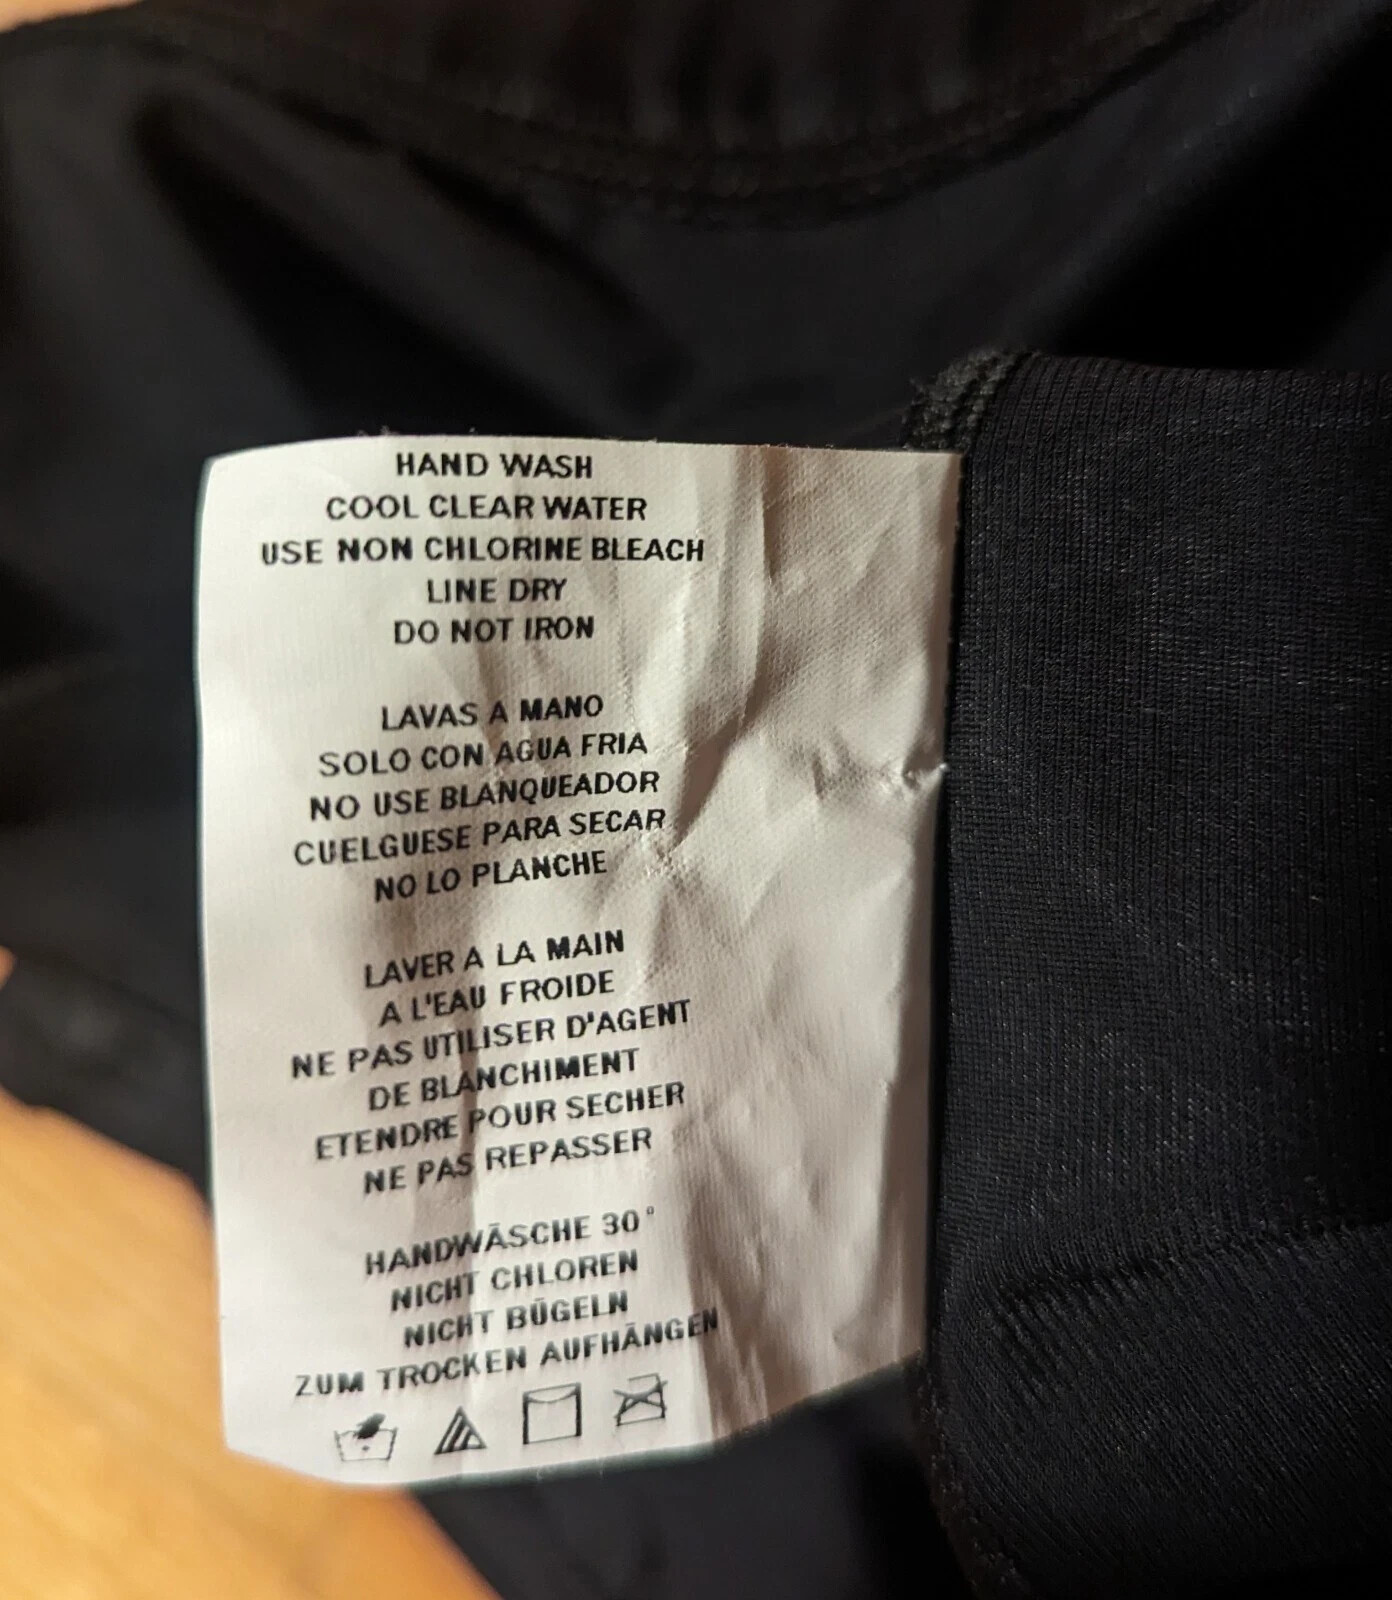 HAND WASH
COOL CLEAR WATER
USE NON CHLORINE BLEACH
LINE DRY
DO NOT IRON
LAVAS A MANO
SOLO CON AGUA FRIA
NO USE BLANQUEADOR
CUELGUESE PARA SECAR
NO LO PLANCHE
LAVER A LA MAIN
A L'EAU FROIDE
NE PAS UTILISER D'AGENT
DE BLANCHIMENT
ETENDRE POUR SECHER
NE PAS REPASSER
HANDWÄSCHE 30°
NICHT CHLOREN
NICHT BÜGELN
ZUM TROCKEN AUFHÄNGEN